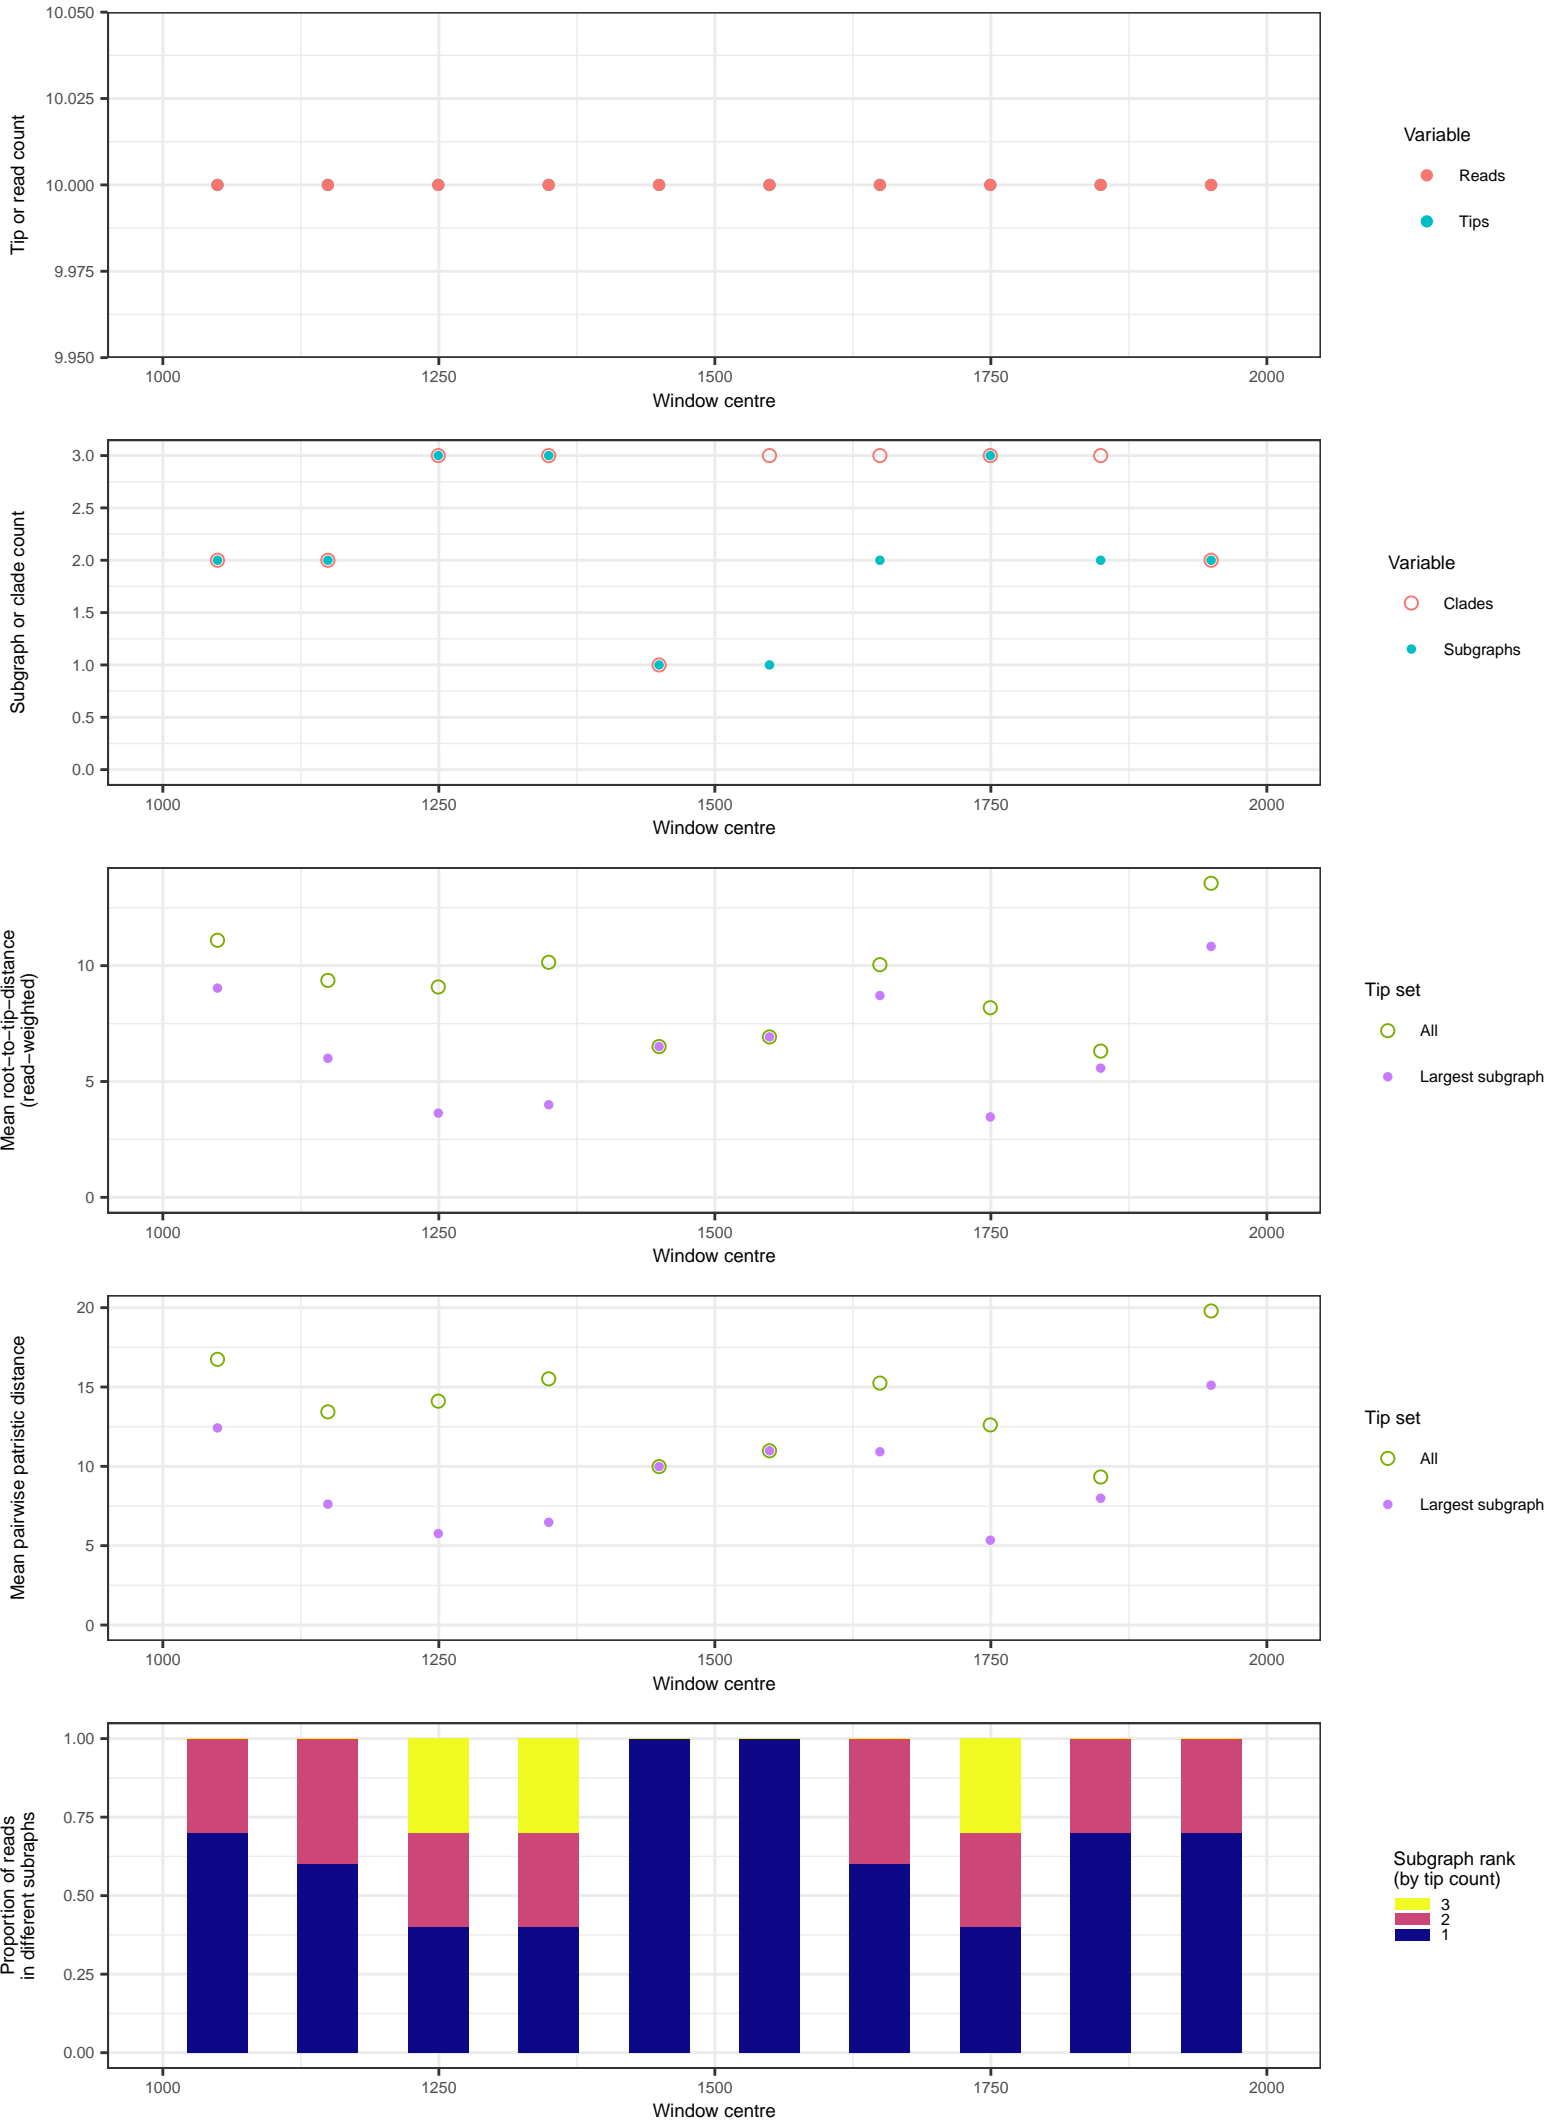 10.050
10.025
10.000
9.975
9.950
Tip or read count
1000
1250
1500
1750
2000
Window centre
Variable
Reads
Tips
3.0
2.5
2.0
1.5
1.0
0.5
0.0
Subgraph or clade count
1000
1250
1500
1750
2000
Window centre
Variable
Clades
Subgraphs
10
5
0
Mean root−to−tip−distance
(read−weighted)
1000
1250
1500
1750
2000
Window centre
Tip set
All
Largest subgraph
20
15
10
5
0
Mean pairwise patristic distance
1000
1250
1500
1750
2000
Window centre
Tip set
All
Largest subgraph
1.00
0.75
0.50
0.25
0.00
Proportion of reads
in different subraphs
1000
1250
1500
1750
2000
Window centre
Subgraph rank
(by tip count)
3
2
1